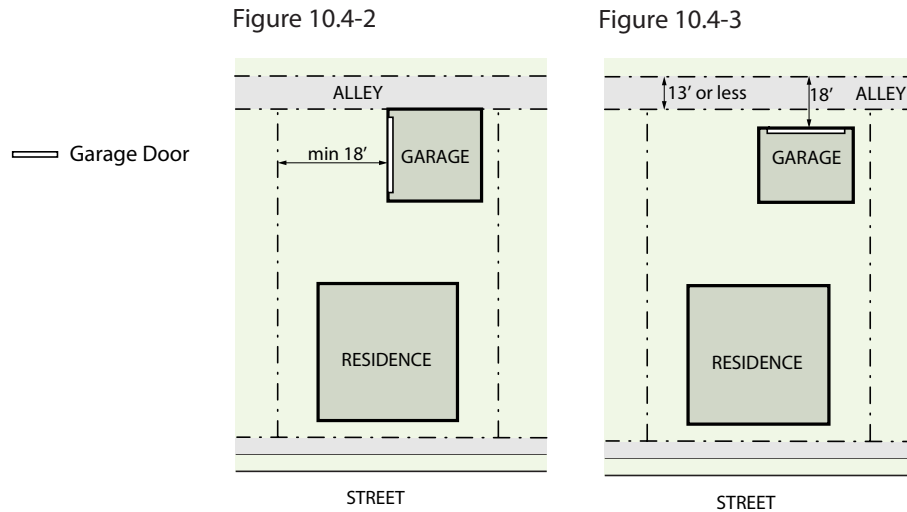 Figure 10.4-2
Figure 10.4-3
ALLEY
13’ or less
18’
ALLEY
Garage Door
min 18’
GARAGE
GARAGE
RESIDENCE
RESIDENCE
STREET
STREET